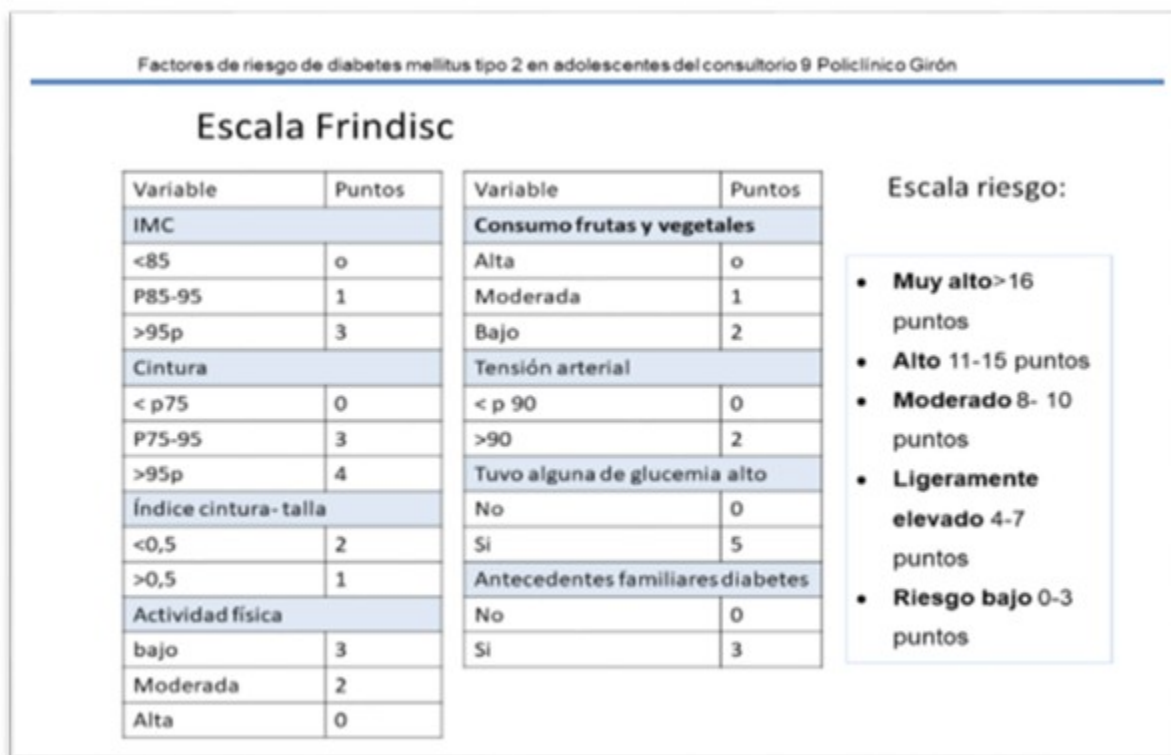 Factores de riesgo de diabetes mellitus tipo 2 en adolescentes del consultorio 9 Policlínico Girón
Escala Frindisc
Variable Puntos
IMC
<85 o
P85-95 1
>95p 3
Cintura
< p75 0
P75-95 3
>95p 4
Índice cintura- talla
<0,5 2
>0,5 1
Actividad física
bajo 3
Moderada 2
Alta 0
Variable Puntos
Consumo frutas y vegetales
Alta o
Moderada 1
Bajo 2
Tensión arterial
< p 90 0
>90 2
Tuvo alguna de glucemia alto
No 0
Si 5
Antecedentes familiares diabetes
No 0
Si 3
Escala riesgo:
• Muy alto>16
puntos
• Alto 11-15 puntos
• Moderado 8- 10
puntos
• Ligeramente
elevado 4-7
puntos
• Riesgo bajo 0-3
puntos